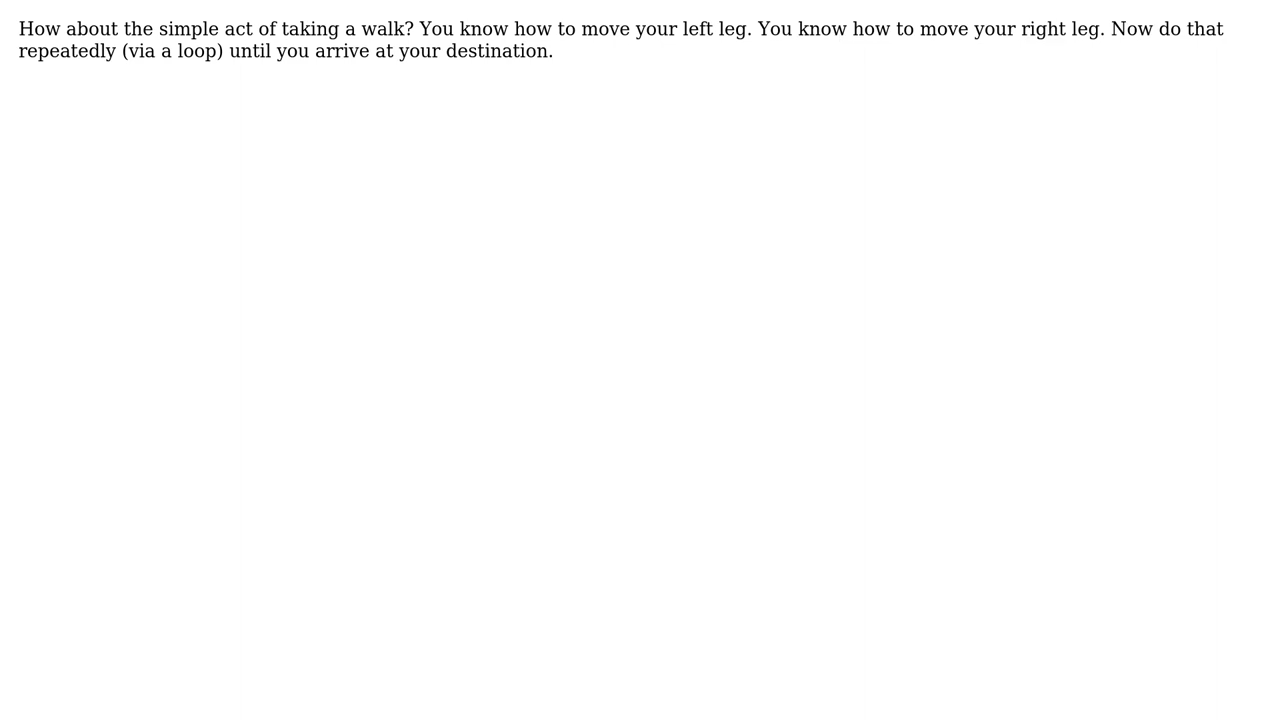 How about the simple act of taking a walk? You know how to move your left leg. You know how to move your right leg. Now do that
repeatedly (via a loop) until you arrive at your destination.